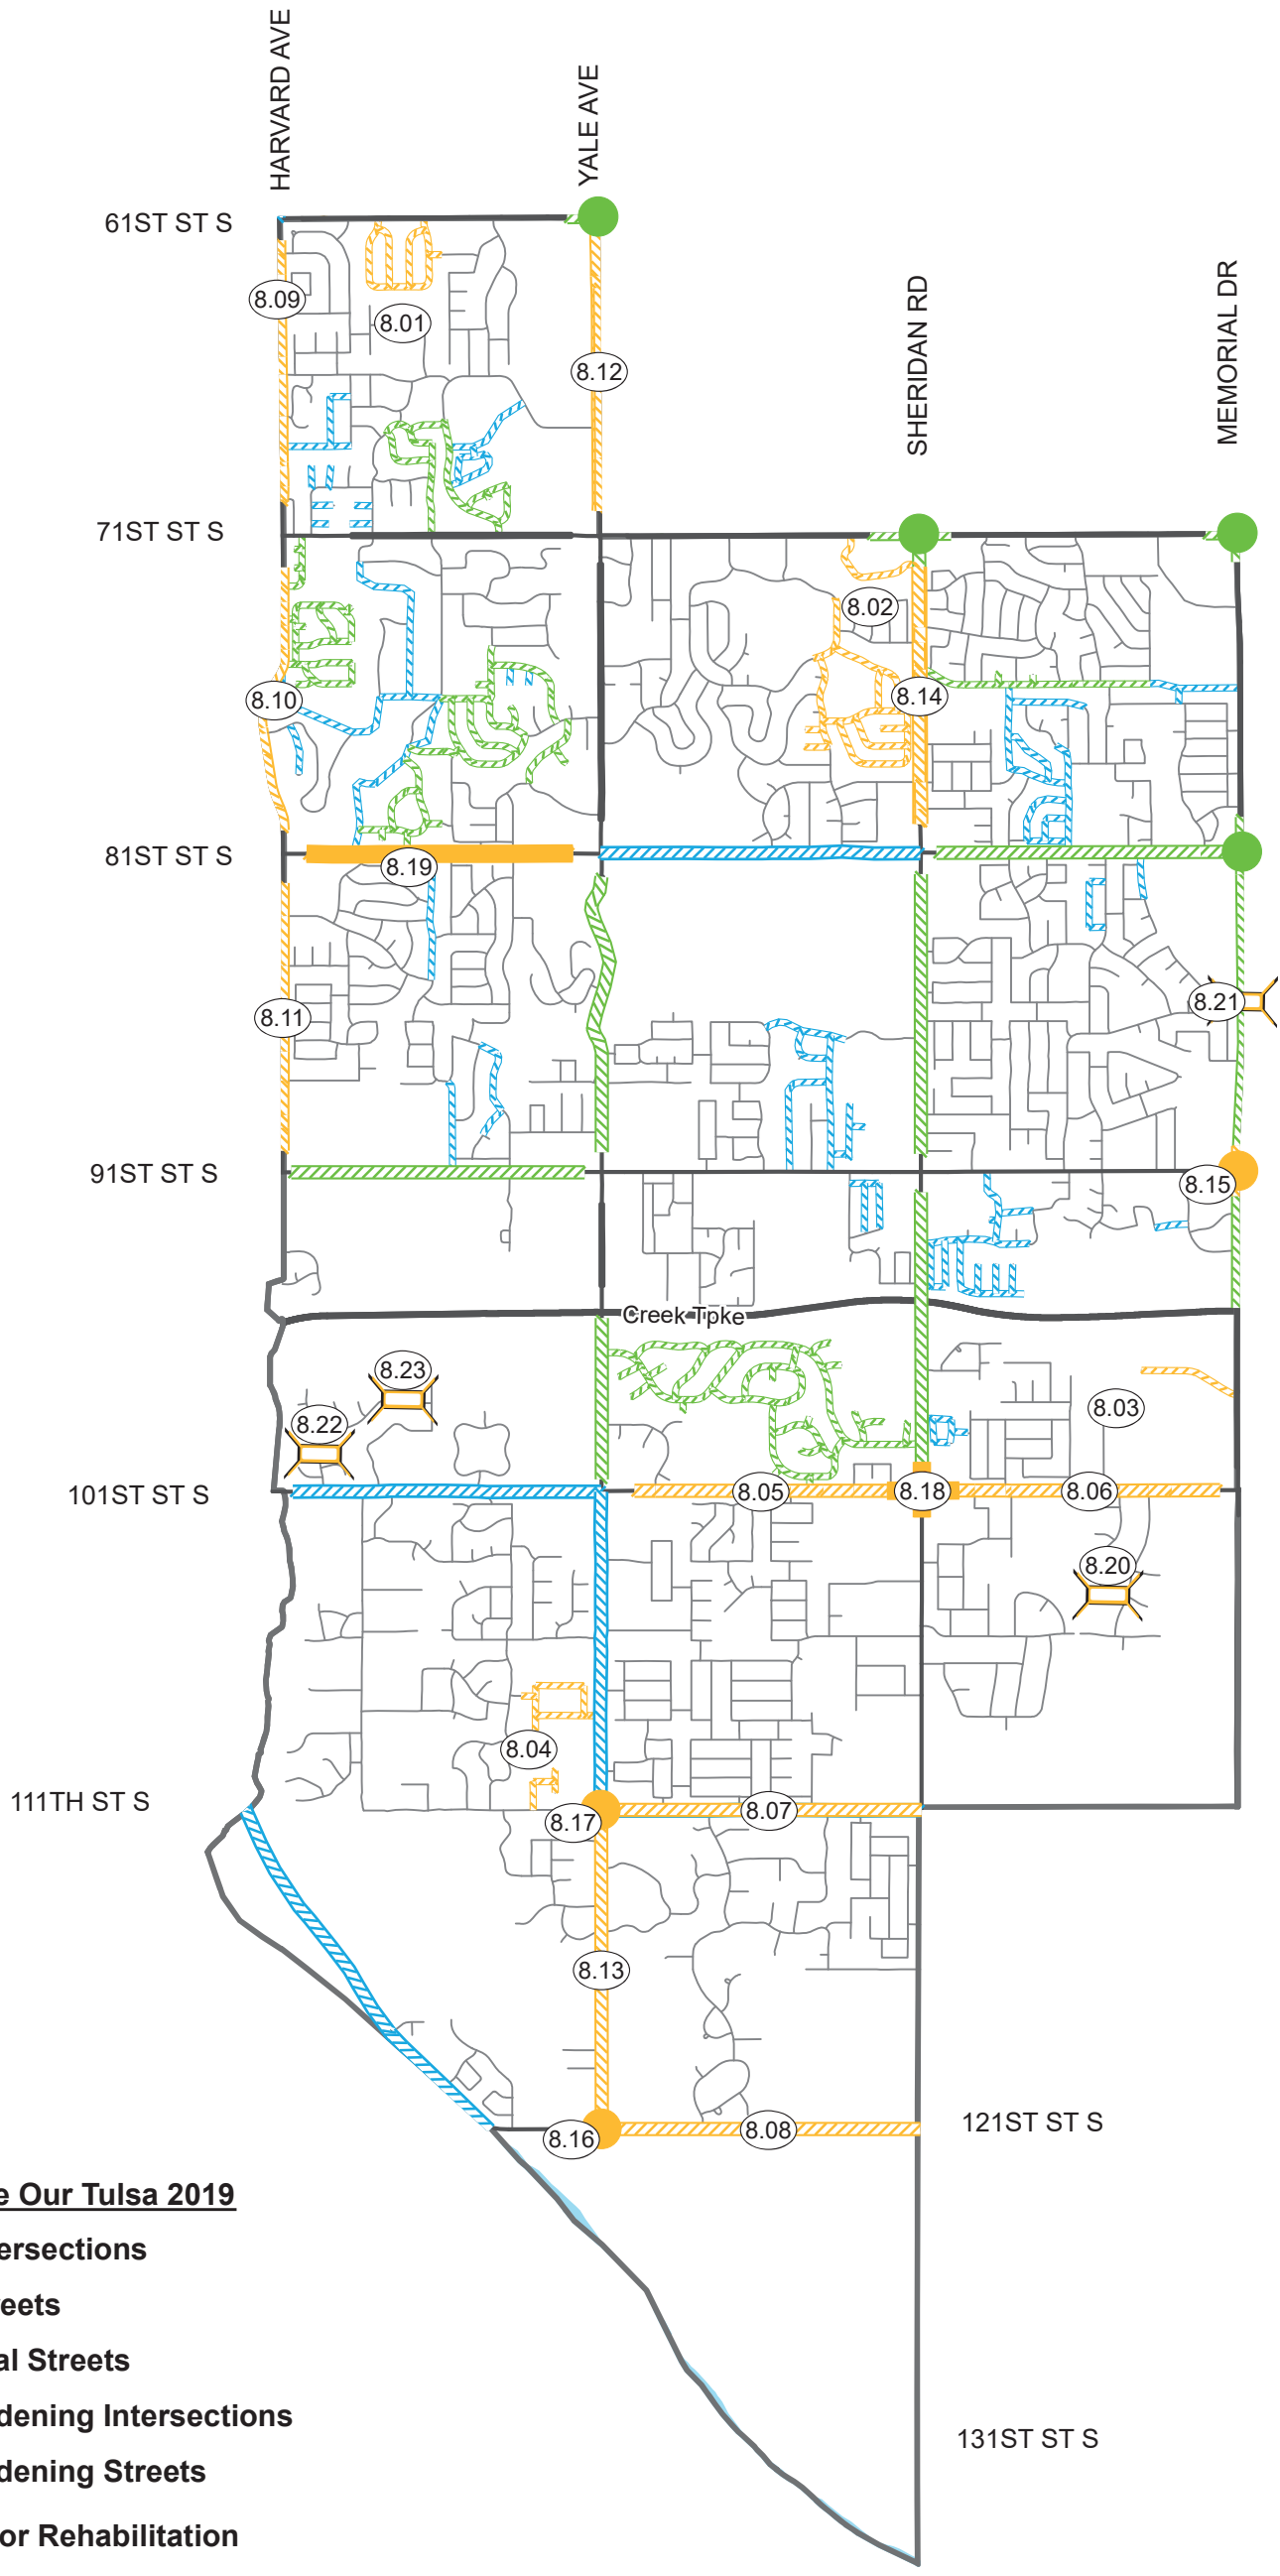 HARVARD AVE
YALE AVE
61ST ST S
SHERIDAN RD
MEMORIAL DR
8.09
8.01
8.12
71ST ST S
8.02
8.10
8.14
81ST ST S
8.19
8.11
8.21
91ST ST S
8.15
Creek Tpke
8.23
8.22
8.03
101ST ST S
8.05
8.18
8.06
8.20
8.04
111TH ST S
8.17
8.07
8.13
8.16
8.08
121ST ST S
e Our Tulsa 2019
ersections
eets
al Streets
dening Intersections
dening Streets
131ST ST S
or Rehabilitation